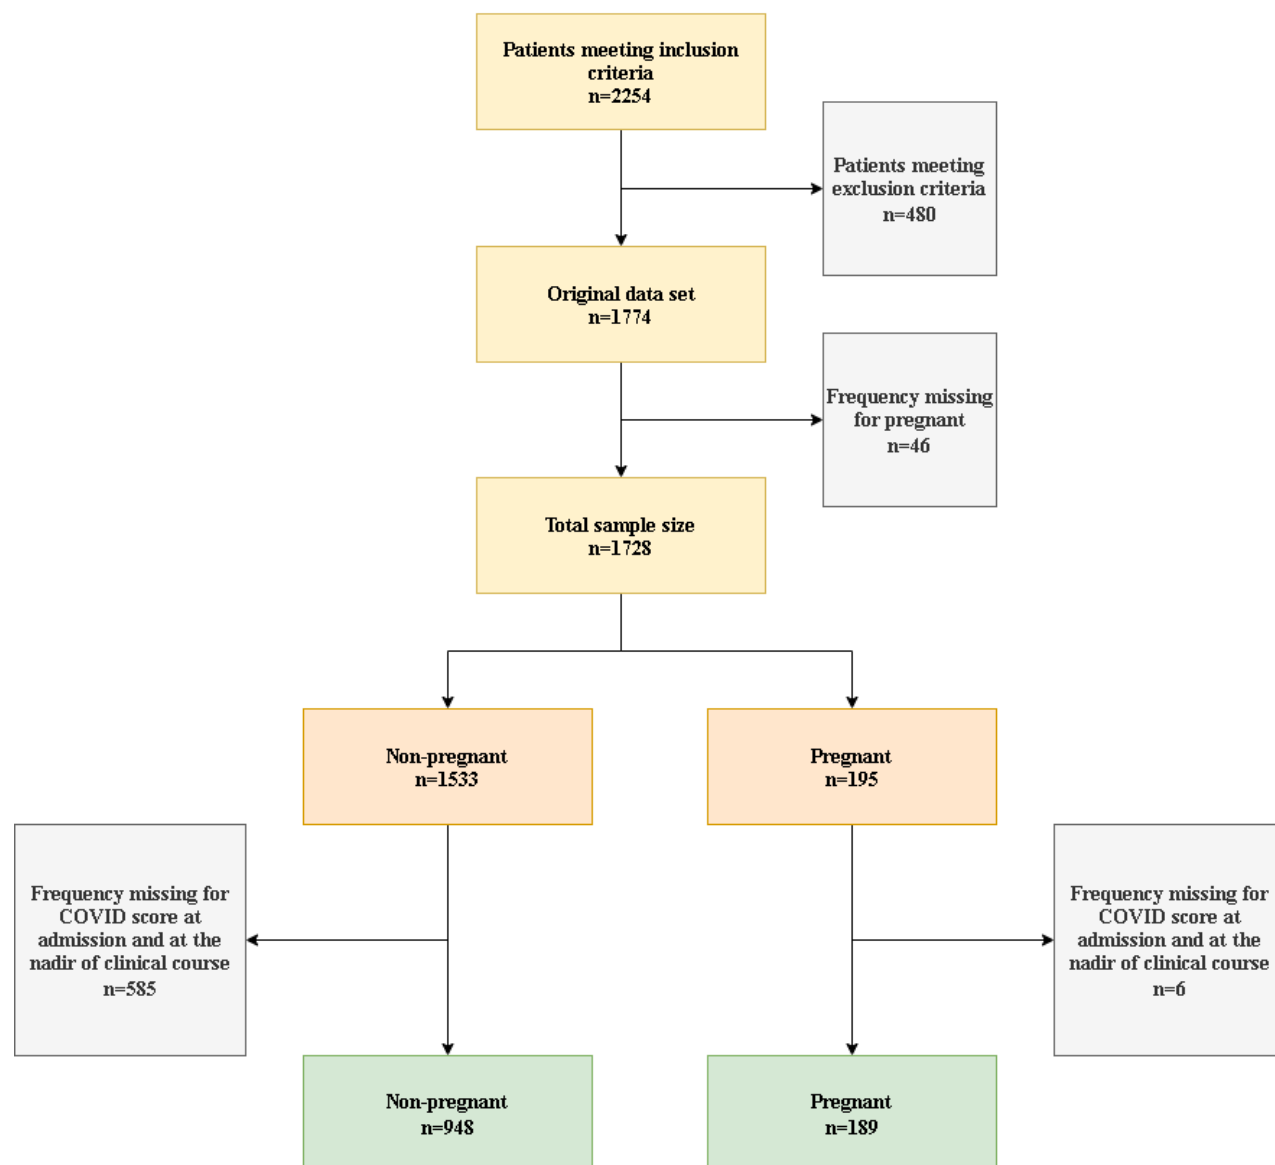 Patients meeting inclusion
criteria
n=2254
Patients meeting
exclusion criteria
n=480
Original data set
n=1774
Frequency missing
for pregnant
n=46
Total sample size
n=1728
Non-pregnant
n=1533
Pregnant
n=195
Frequency missing for
COVID score at
admission and at the
nadir of clinical course
n=585
Frequency missing for
COVID score at
admission and at the
nadir of clinical course
n=6
Non-pregnant
n=948
Pregnant
n=189